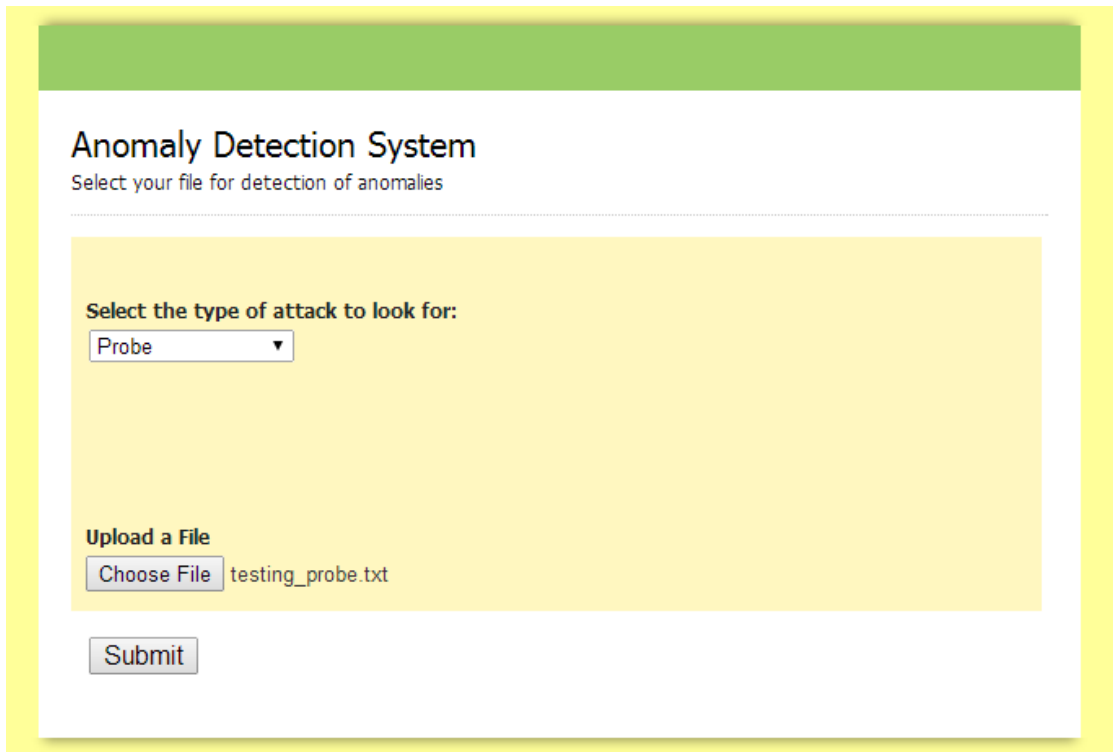 Anomaly Detection System
Select your file for detection of anomalies
Select the type of attack to look for:
Probe
Upload a File
Choose File testing_probe.txt
Submit